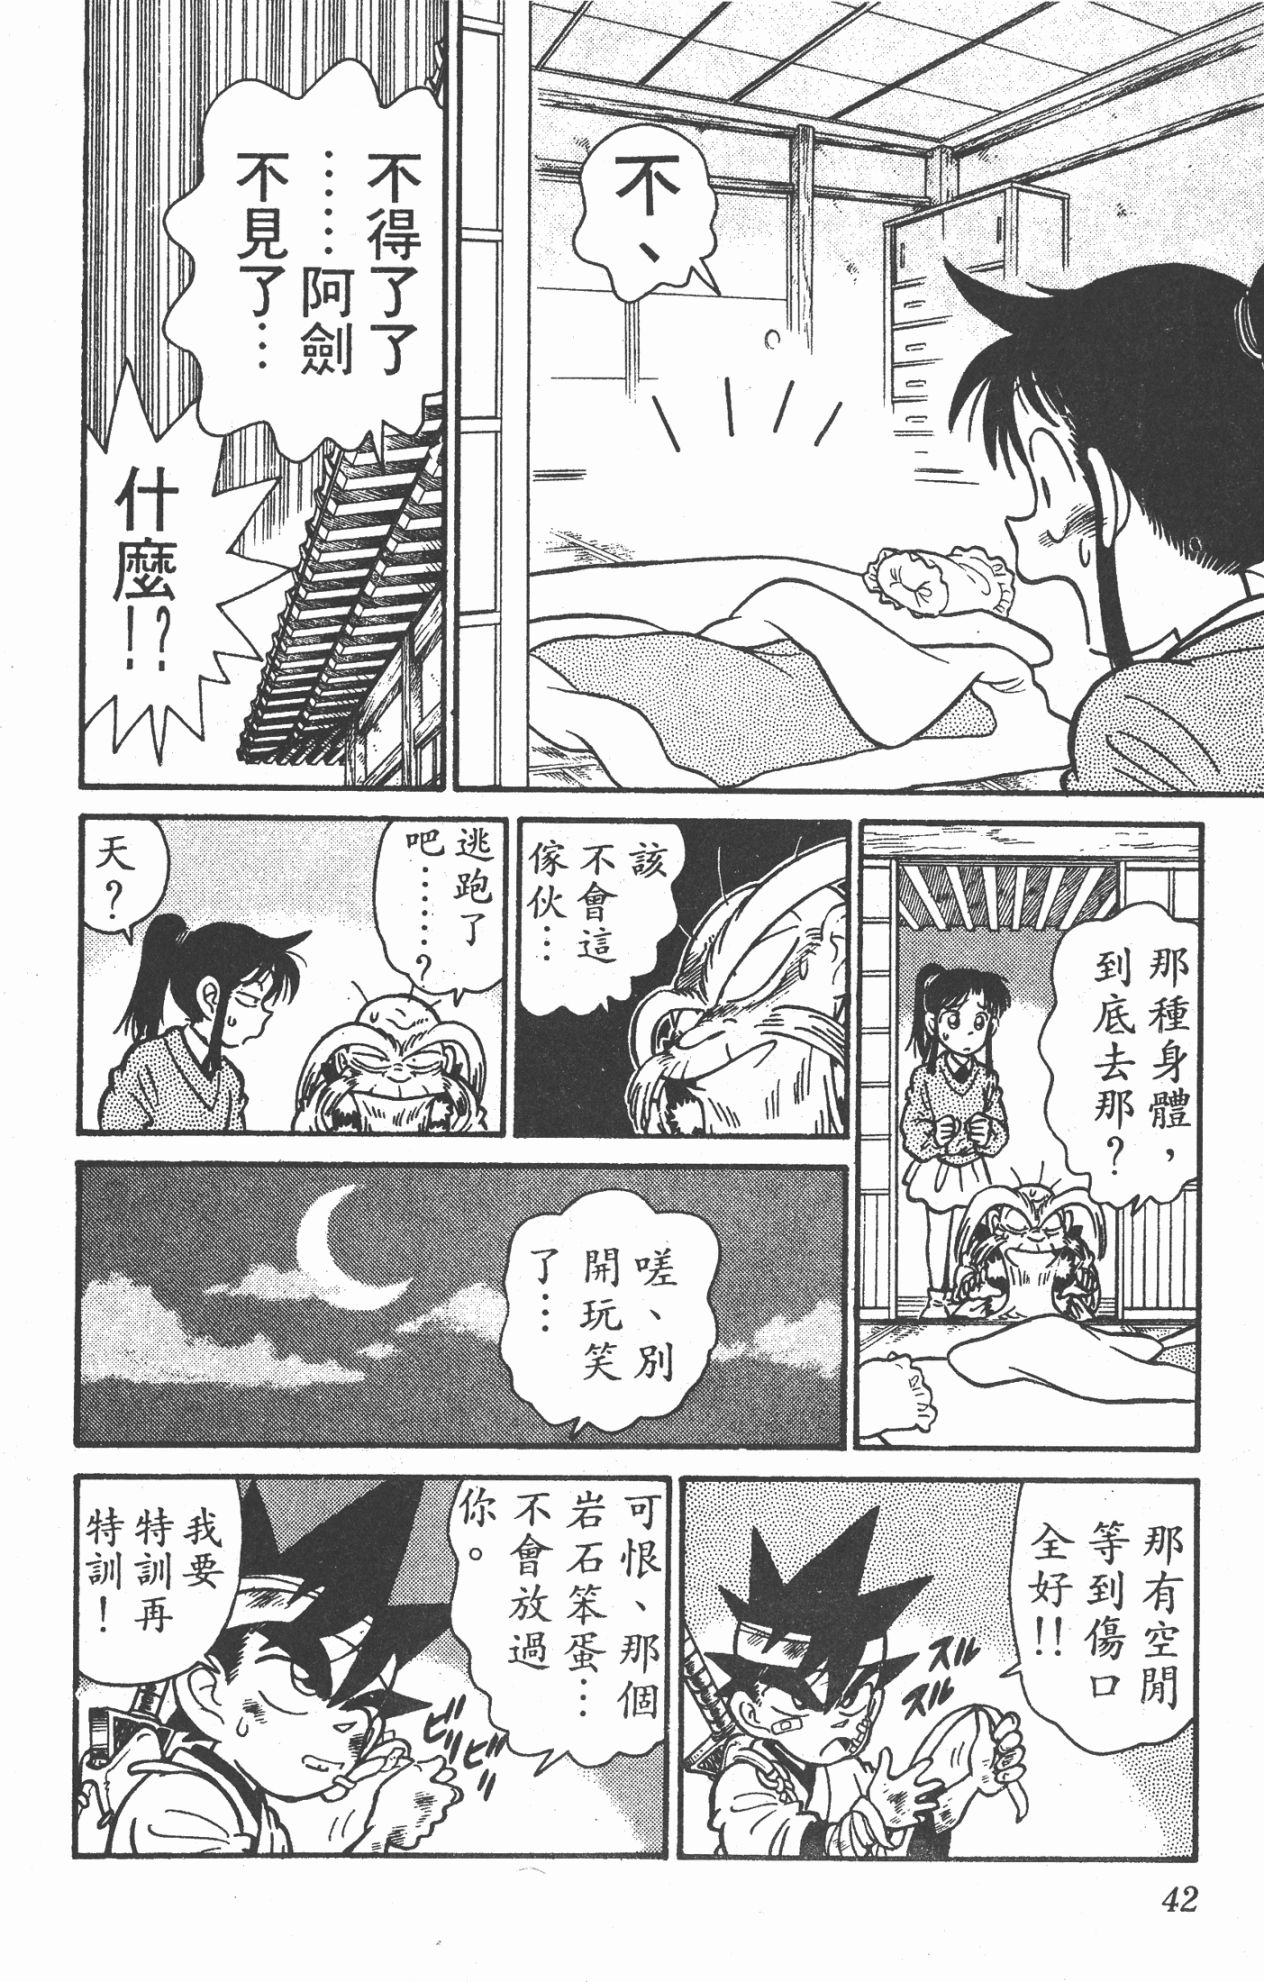 不、
不得了了
……阿劍
不見了…
什麼!?
那種身體，
到底去那？
該
不會這
傢伙…
逃跑了
吧……？
天？
嗟、別
開玩笑
了…
那有空閒
等到傷口
全好!!
スル
スル
可恨、那個
岩石笨蛋…
不會放過
你。
ビリ
ビリ
我要
特訓再
特訓！
42